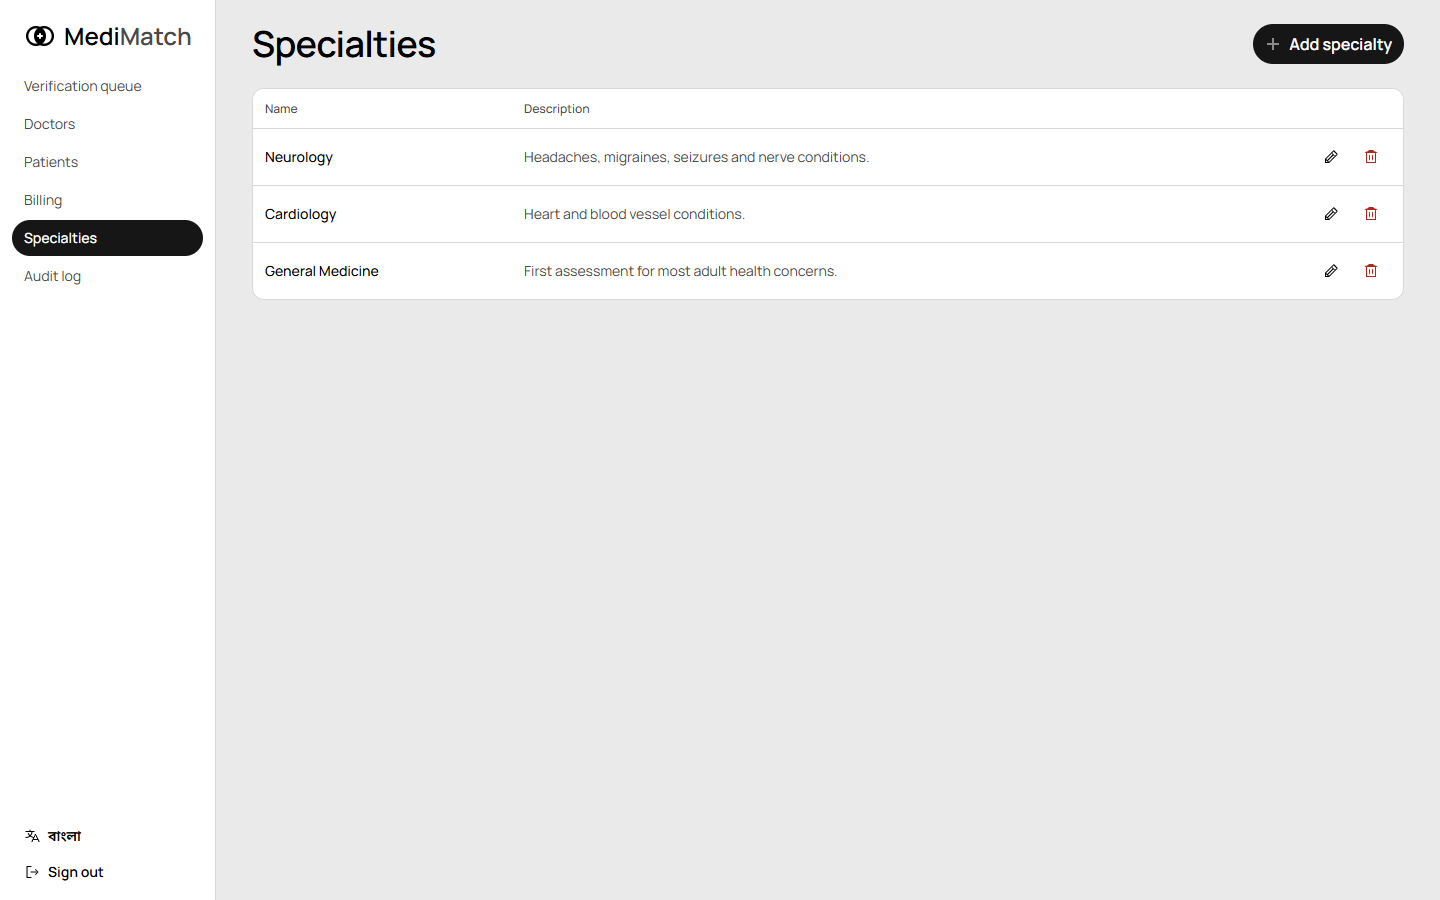 MediMatch
Verification queue
Doctors
Patients
Billing
Specialties
Audit log
বাংলা
Sign out
Specialties
Add specialty
Name Description
Neurology Headaches, migraines, seizures and nerve conditions.
Cardiology Heart and blood vessel conditions.
General Medicine First assessment for most adult health concerns.